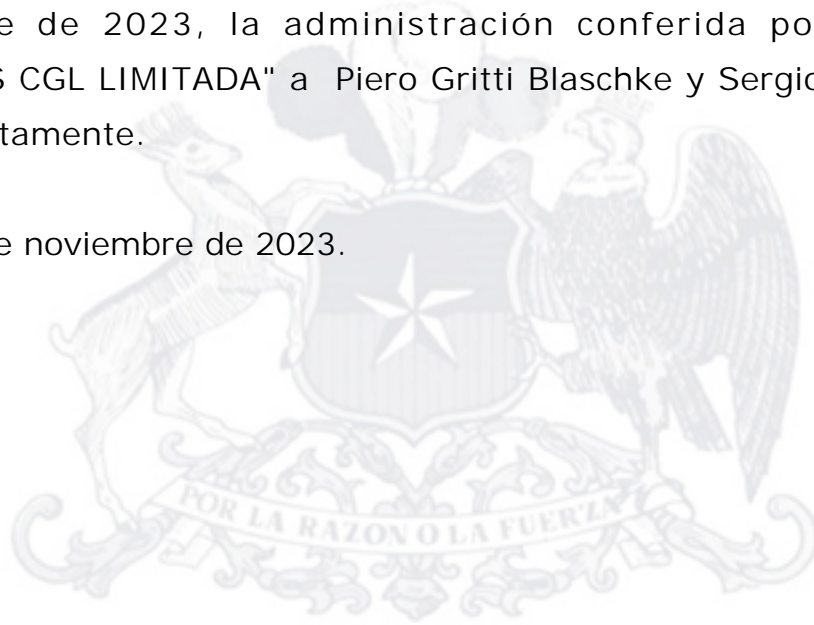 e de 2023, la administración conferida po
S CGL LIMITADA" a Piero Gritti Blaschke y Sergio
tamente.
e noviembre de 2023.
POR LA RAZON O LA FUERZA